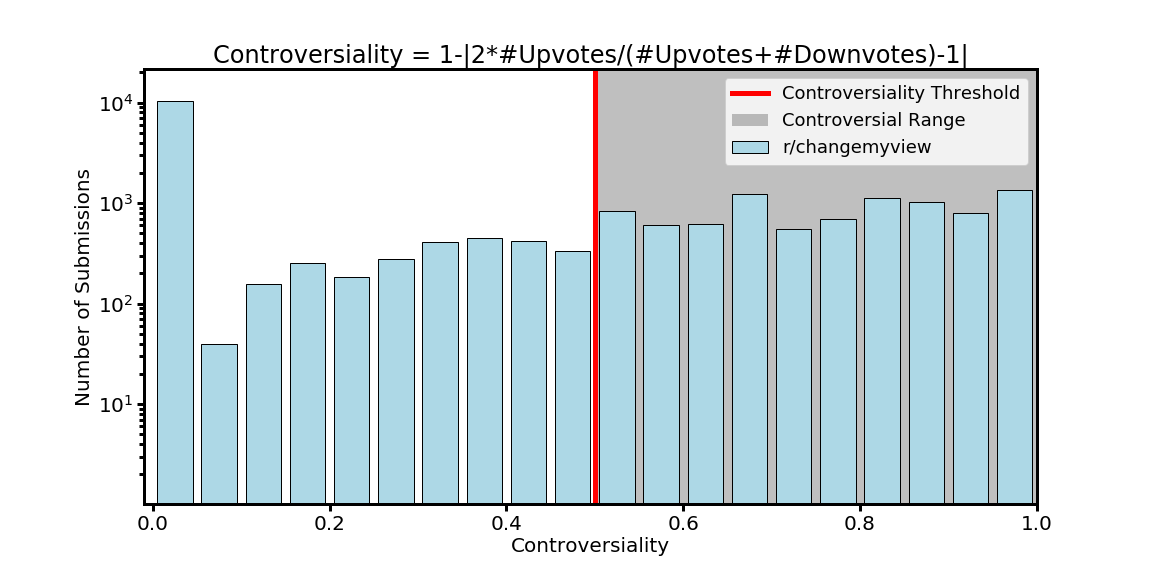 Controversiality = 1-|2*#Upvotes/(#Upvotes+#Downvotes)-1|
Controversiality Threshold
Controversial Range
r/changemyview
Number of Submissions
10⁴
10³
10²
10¹
0.0 0.2 0.4 0.6 0.8 1.0
Controversiality